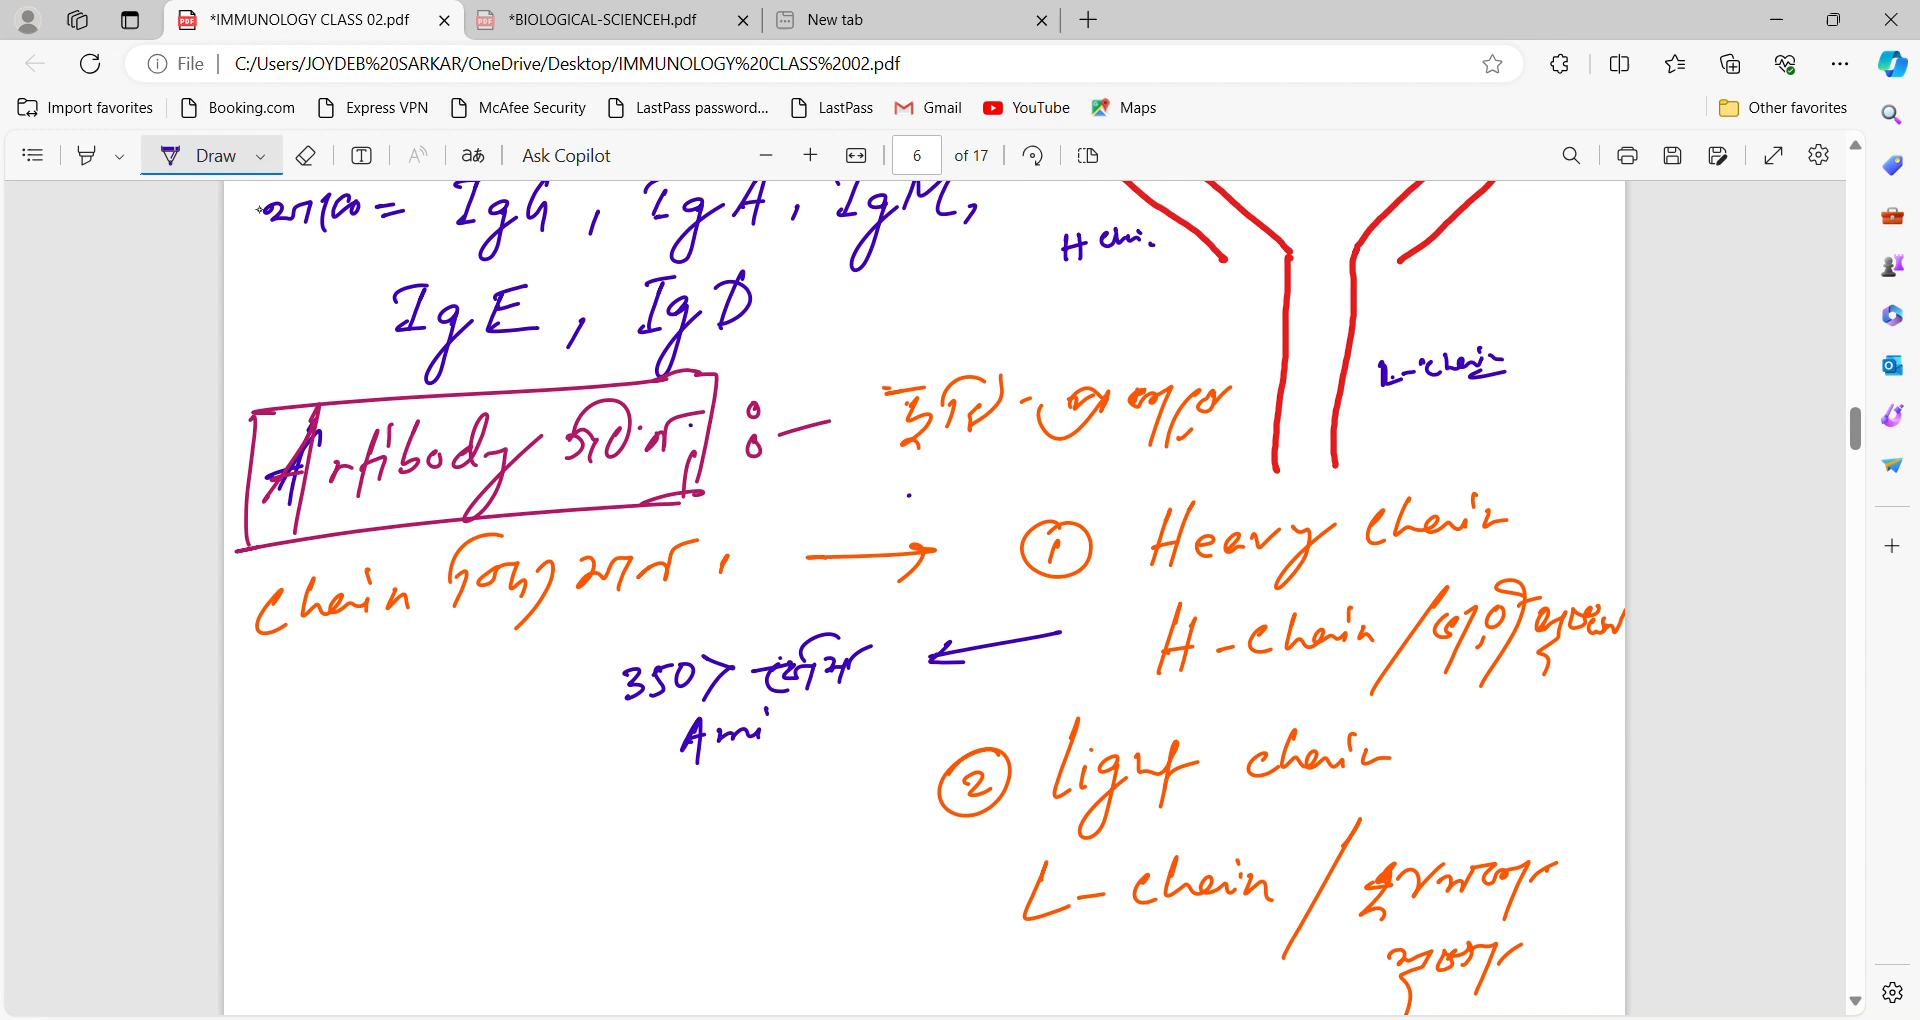 *IMMUNOLOGY CLASS 02.pdf
*BIOLOGICAL-SCIENCEH.pdf
New tab
File
C:/Users/JOYDEB%20SARKAR/OneDrive/Desktop/IMMUNOLOGY%20CLASS%2002.pdf
Import favorites
Booking.com
Express VPN
McAfee Security
LastPass password...
LastPass
Gmail
YouTube
Maps
Other favorites
Draw
Ask Copilot
6 of 17
= IgG, IgA, IgM,
IgE, IgD
H Chi.
L-Chain
Antibody :-
Chain → ① Heavy Chain
H-Chain /
350>
Ami
② Light chain
L-Chain /